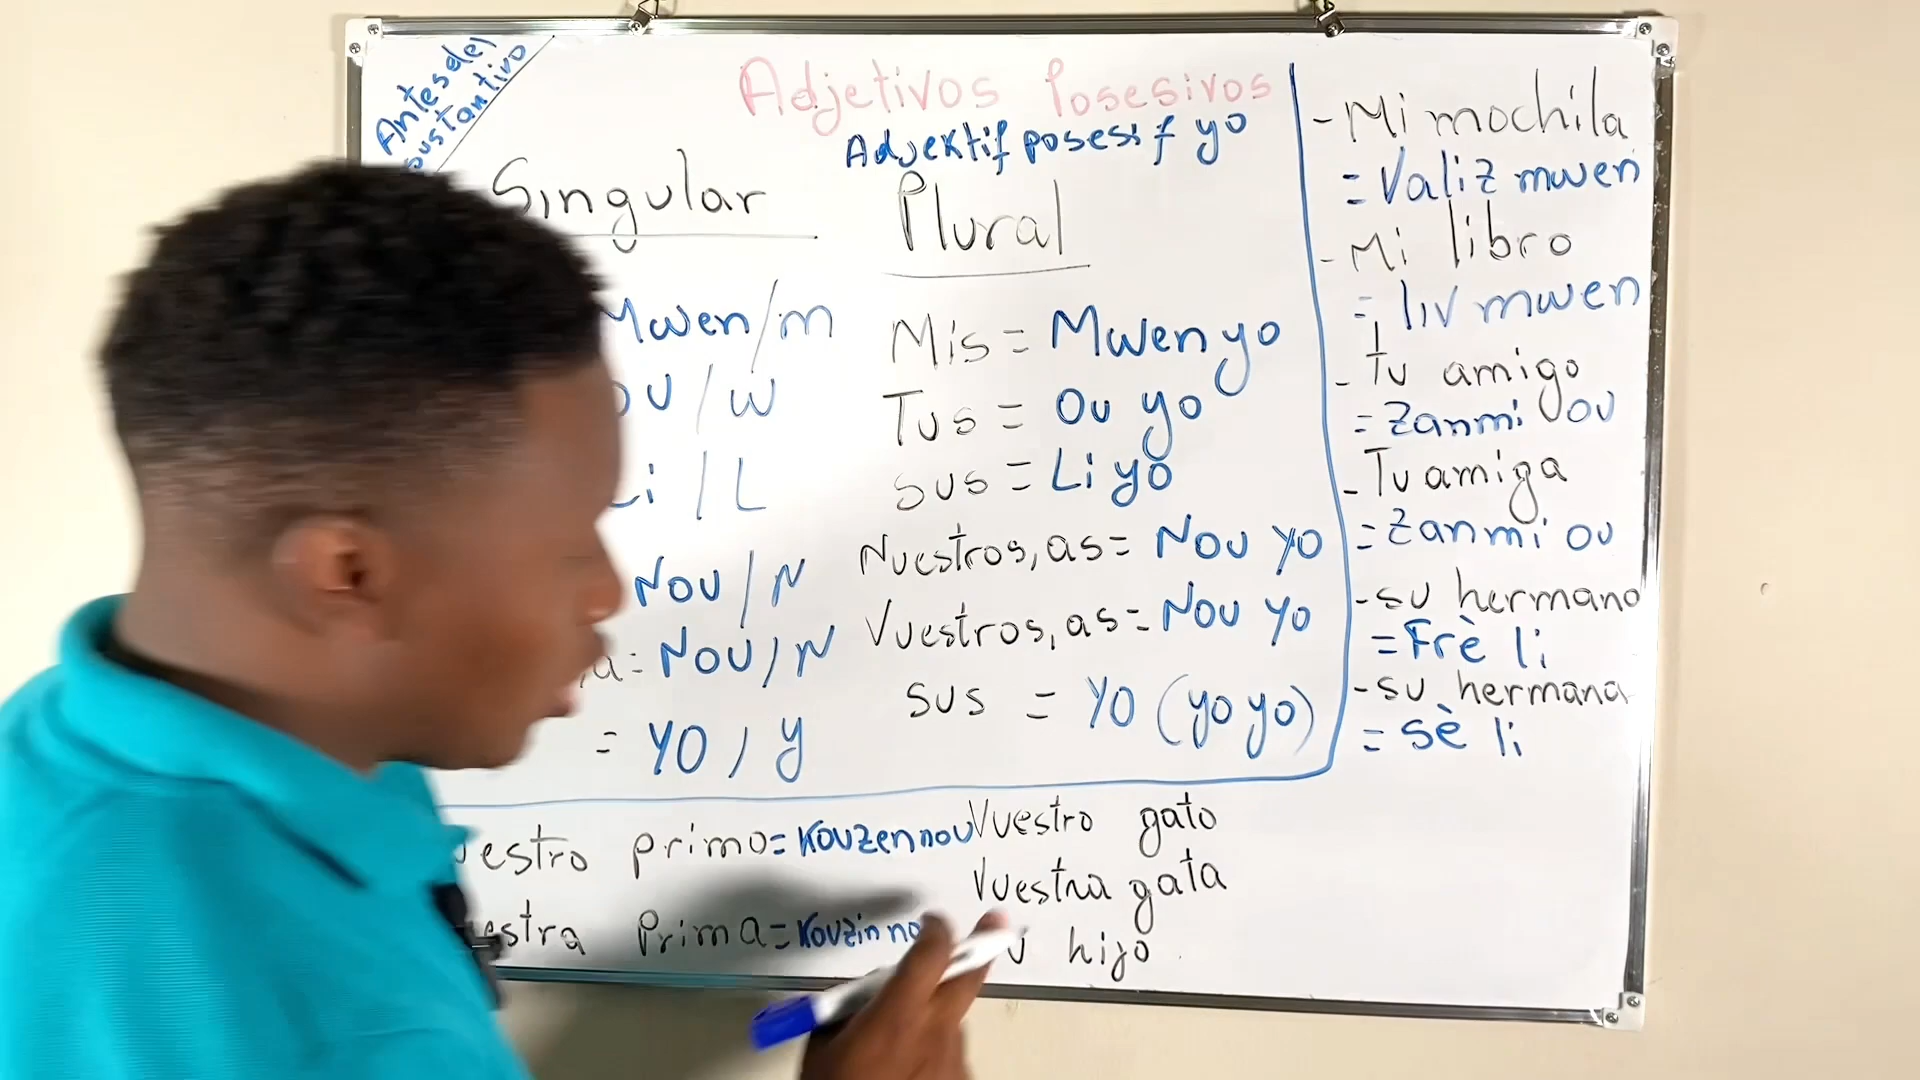 Antes del
sustantivo
Adjetivos Posesivos
Advektif posesif yo
Singular
Plural
Mwen/m
OU / W
Li / L
NOU / N
,a= NOU/N
= YO / y
Mis = Mwen yo
Tus = Ou yo
sus = Li yo
Nuestros,as= NOU YO
Vuestros,as= NOU YO
sus = YO (yo yo)
- Mi mochila
= Valiz mwen
- Mi libro
= liv mwen
- Tu amigo
= Zanmi OU
- Tu amiga
= Zanmi OU
- su hermano
= Frè li
- su hermana
= sè li
estro primo= KOUZEN nou
estra Prima= KOUZIN no
Vuestro gato
Vuestra gata
u hijo